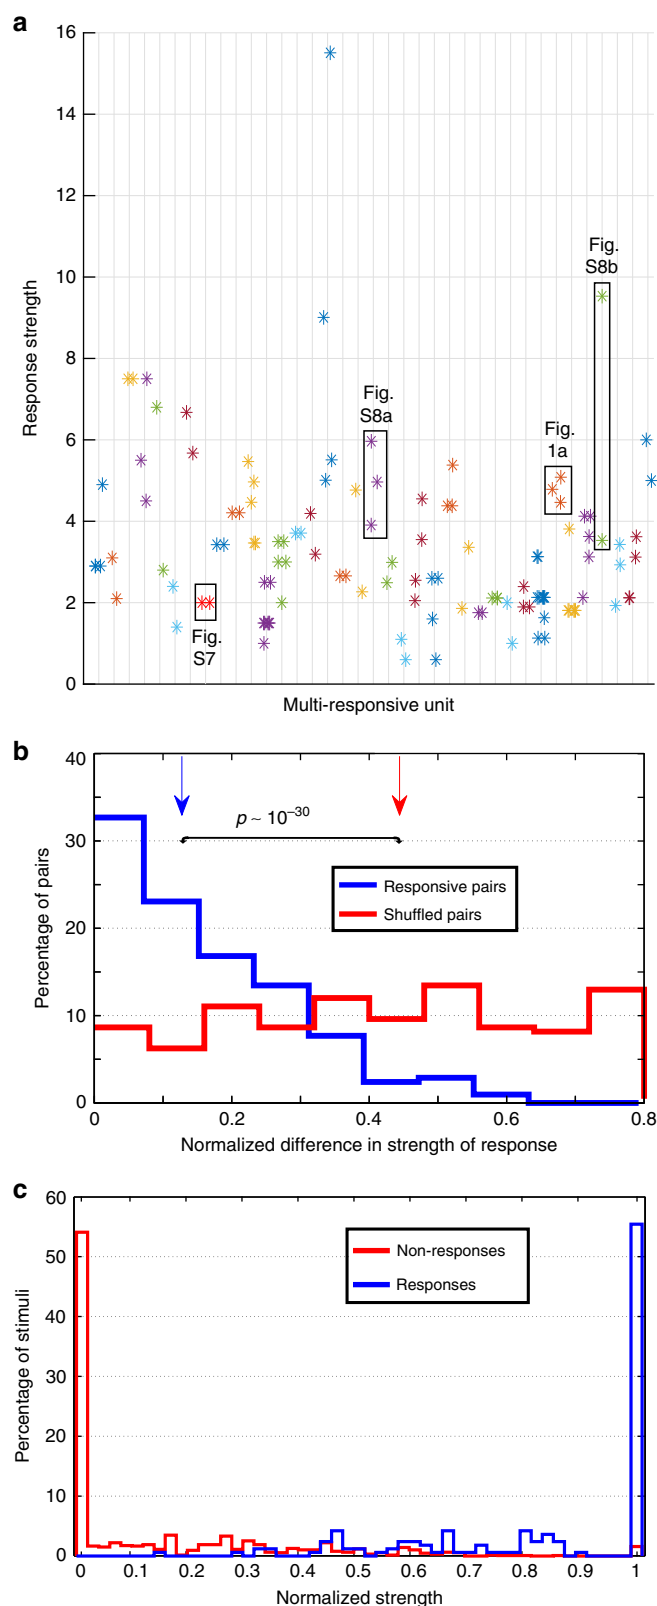 a
16
14
12
10
8
6
4
2
0
Response strength
Fig.
S8b
Fig.
S8a
Fig.
1a
Fig.
S7
Multi-responsive unit
b
40
30
20
10
0
Percentage of pairs
p ~ 10⁻³⁰
Responsive pairs
Shuffled pairs
0 0.2 0.4 0.6 0.8
Normalized difference in strength of response
c
60
50
40
30
20
10
0
Percentage of stimuli
Non-responses
Responses
0 0.1 0.2 0.3 0.4 0.5 0.6 0.7 0.8 0.9 1
Normalized strength